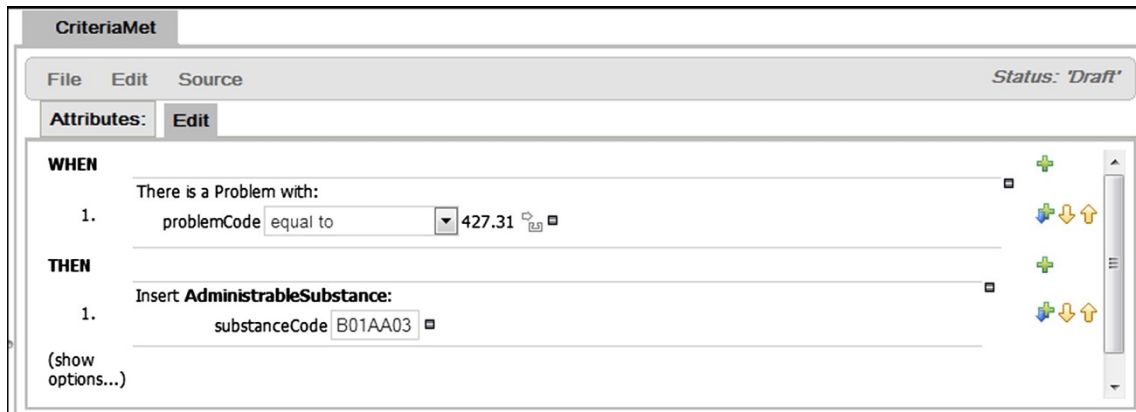 CriteriaMet
File Edit Source Status: 'Draft'
Attributes: Edit
WHEN
There is a Problem with:
1. problemCode equal to 427.31
THEN
Insert AdministrableSubstance:
1. substanceCode B01AA03
(show
options...)